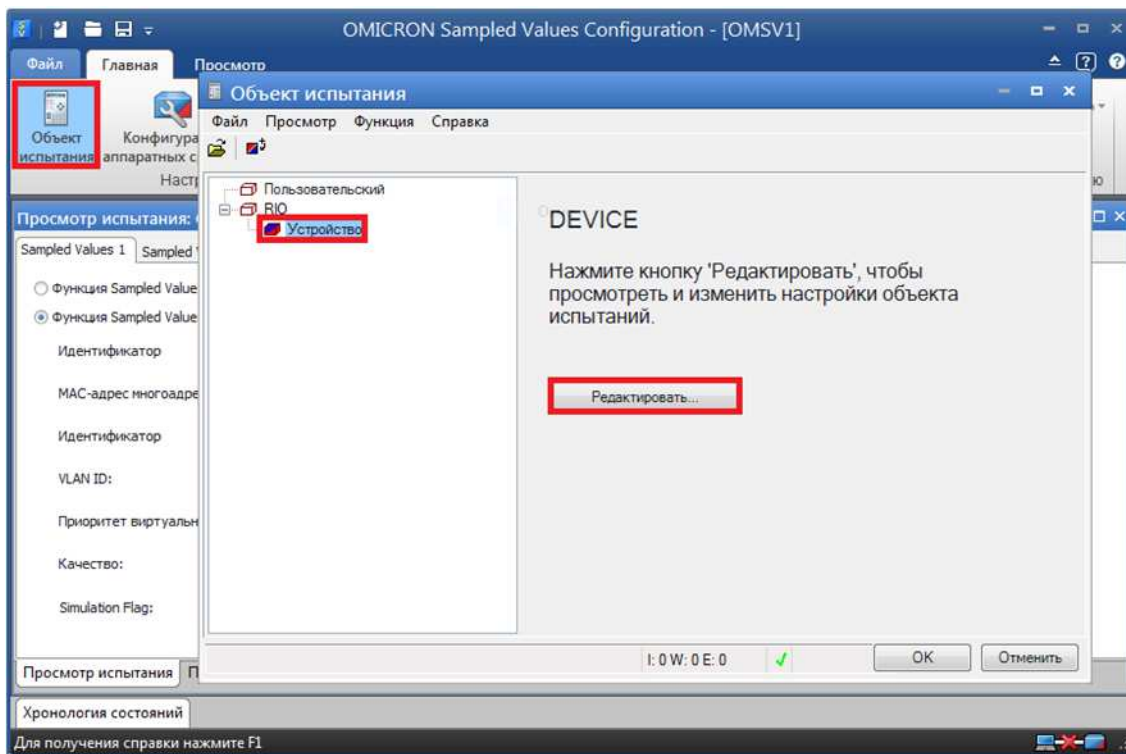 OMICRON Sampled Values Configuration - [OMSV1]
Файл Главная Просмотр
Объект испытания
Файл Просмотр Функция Справка
Объект
испытания
Конфигура
аппаратных с
Наст
ю
Пользовательский
RIO
Устройство
DEVICE
Нажмите кнопку 'Редактировать', чтобы
просмотреть и изменить настройки объекта
испытаний.
Редактировать...
Просмотр испытания:
Sampled Values 1 Sampled
Функция Sampled Value
Функция Sampled Value
Идентификатор
MAC-адрес многоадре
Идентификатор
VLAN ID:
Приоритет виртуальн
Качество:
Simulation Flag:
I: 0 W: 0 E: 0
OK
Отменить
Просмотр испытания П
Хронология состояний
Для получения справки нажмите F1